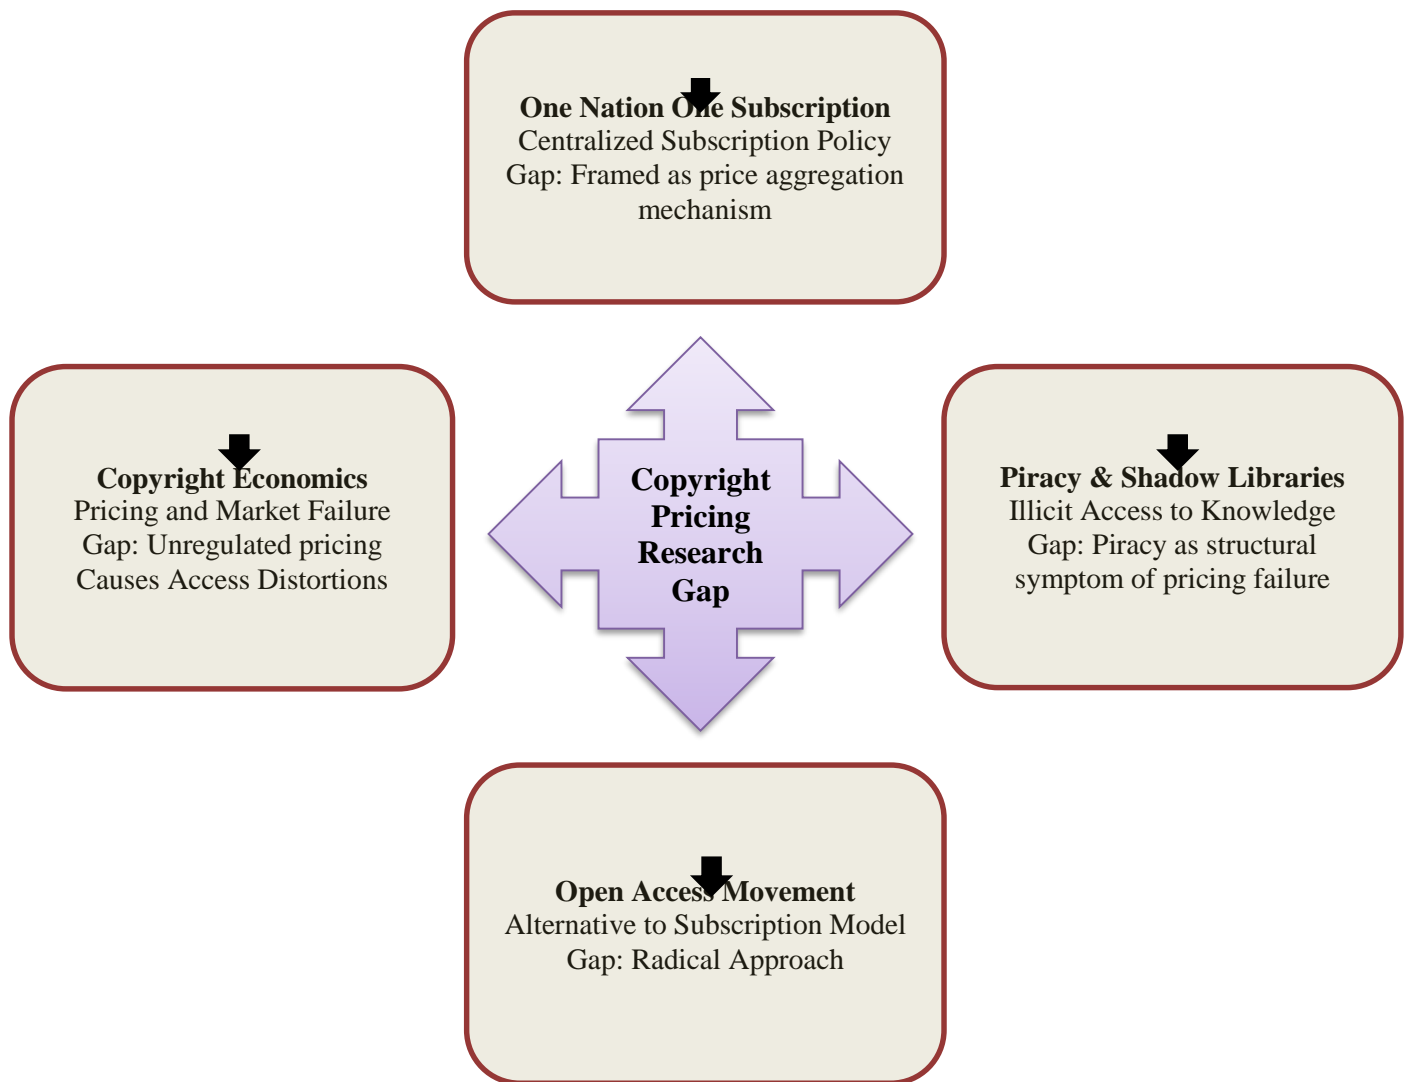 One Nation One Subscription
Centralized Subscription Policy
Gap: Framed as price aggregation
mechanism
Copyright Economics
Pricing and Market Failure
Gap: Unregulated pricing
Causes Access Distortions
Copyright
Pricing
Research
Gap
Piracy & Shadow Libraries
Illicit Access to Knowledge
Gap: Piracy as structural
symptom of pricing failure
Open Access Movement
Alternative to Subscription Model
Gap: Radical Approach